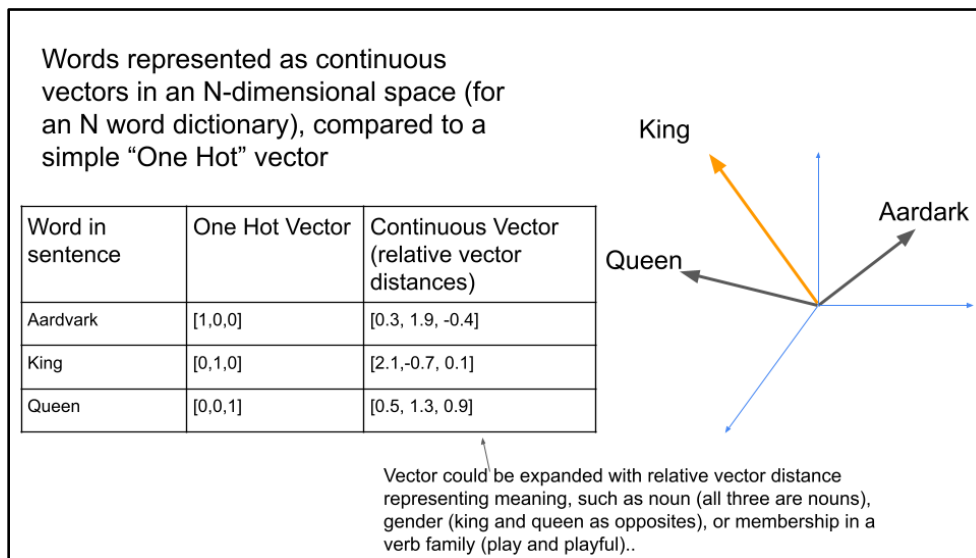 Words represented as continuous
vectors in an N-dimensional space (for
an N word dictionary), compared to a
simple “One Hot” vector
King
Aardark
Queen
Word in
sentence
One Hot Vector
Continuous Vector
(relative vector
distances)
Aardvark
[1,0,0]
[0.3, 1.9, -0.4]
King
[0,1,0]
[2.1,-0.7, 0.1]
Queen
[0,0,1]
[0.5, 1.3, 0.9]
Vector could be expanded with relative vector distance
representing meaning, such as noun (all three are nouns),
gender (king and queen as opposites), or membership in a
verb family (play and playful)..